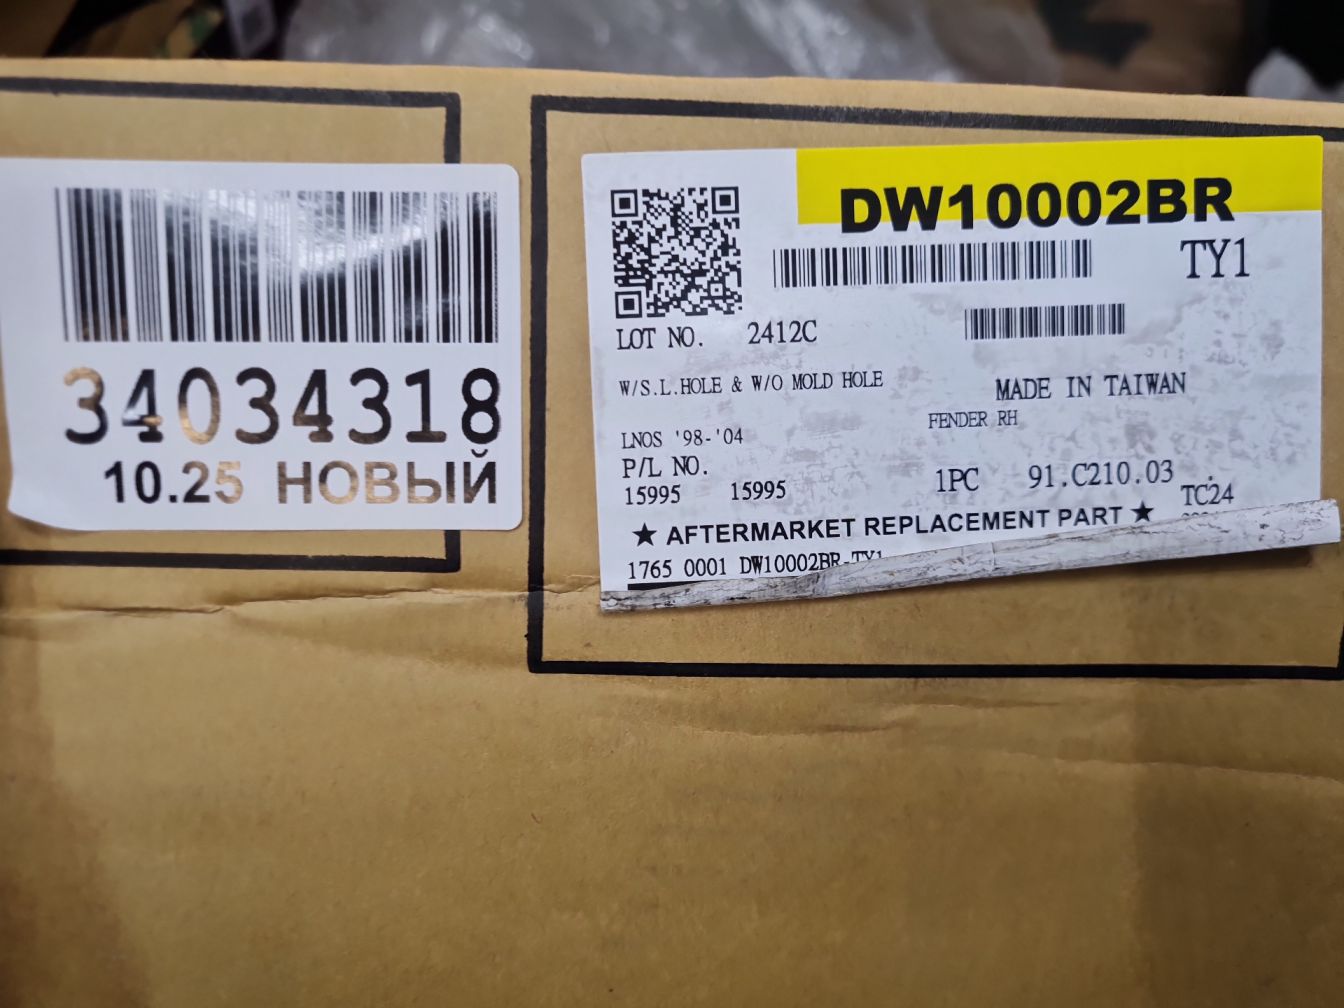 34034318
10.25 НОВЫЙ
DW10002BR
TY1
LOT NO. 2412C
W/S.L.HOLE & W/O MOLD HOLE
MADE IN TAIWAN
FENDER RH
LNOS '98-'04
P/L NO.
15995 15995
1PC 91.C210.03
TC24
★ AFTERMARKET REPLACEMENT PART ★
1765 0001 DW10002BR-TY1